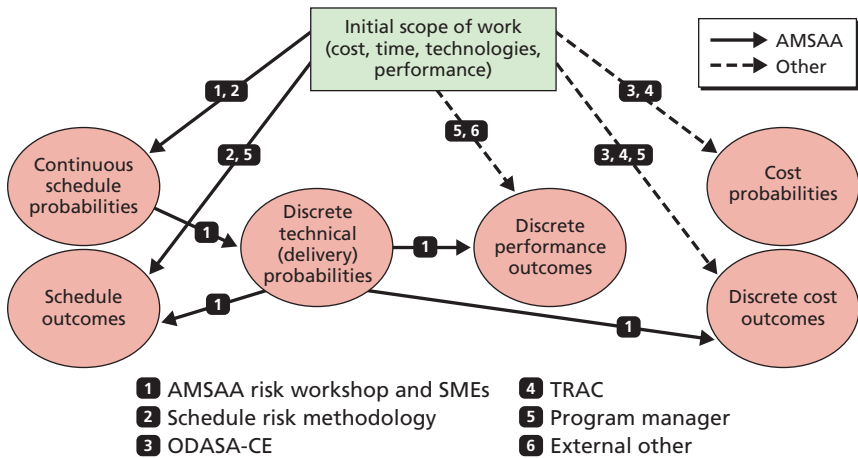 Initial scope of work
(cost, time, technologies,
performance)
AMSAA
Other
1, 2
2, 5
5, 6
3, 4
3, 4, 5
Continuous
schedule
probabilities
Cost
probabilities
1
Discrete
technical
(delivery)
probabilities
1
Discrete
performance
outcomes
Schedule
outcomes
1
1
Discrete cost
outcomes
1 AMSAA risk workshop and SMEs
2 Schedule risk methodology
3 ODASA-CE
4 TRAC
5 Program manager
6 External other